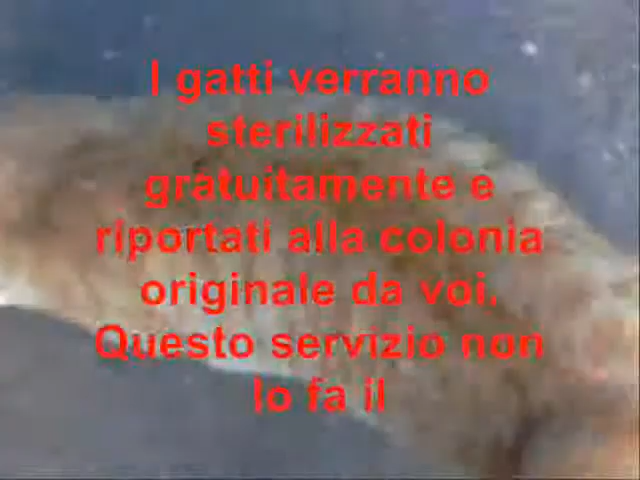 I gatti verranno
sterilizzati
gratuitamente e
riportati alla colonia
originale da voi.
Questo servizio non
lo fa il